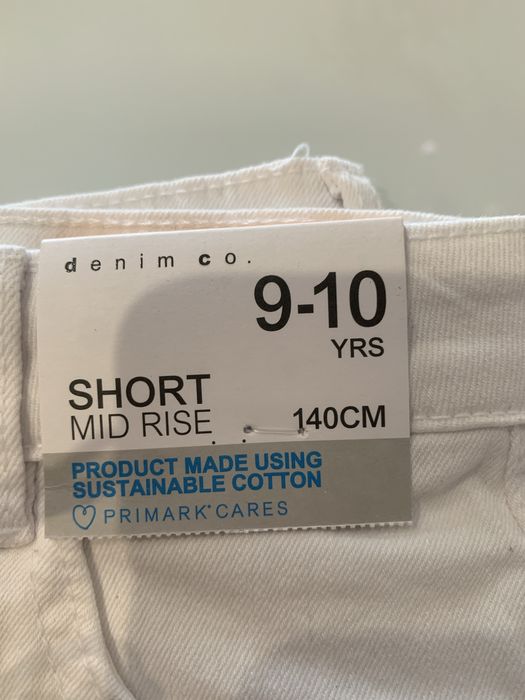 denim co.
9-10
YRS
SHORT
MID RISE
140CM
PRODUCT MADE USING
SUSTAINABLE COTTON
PRIMARK® CARES